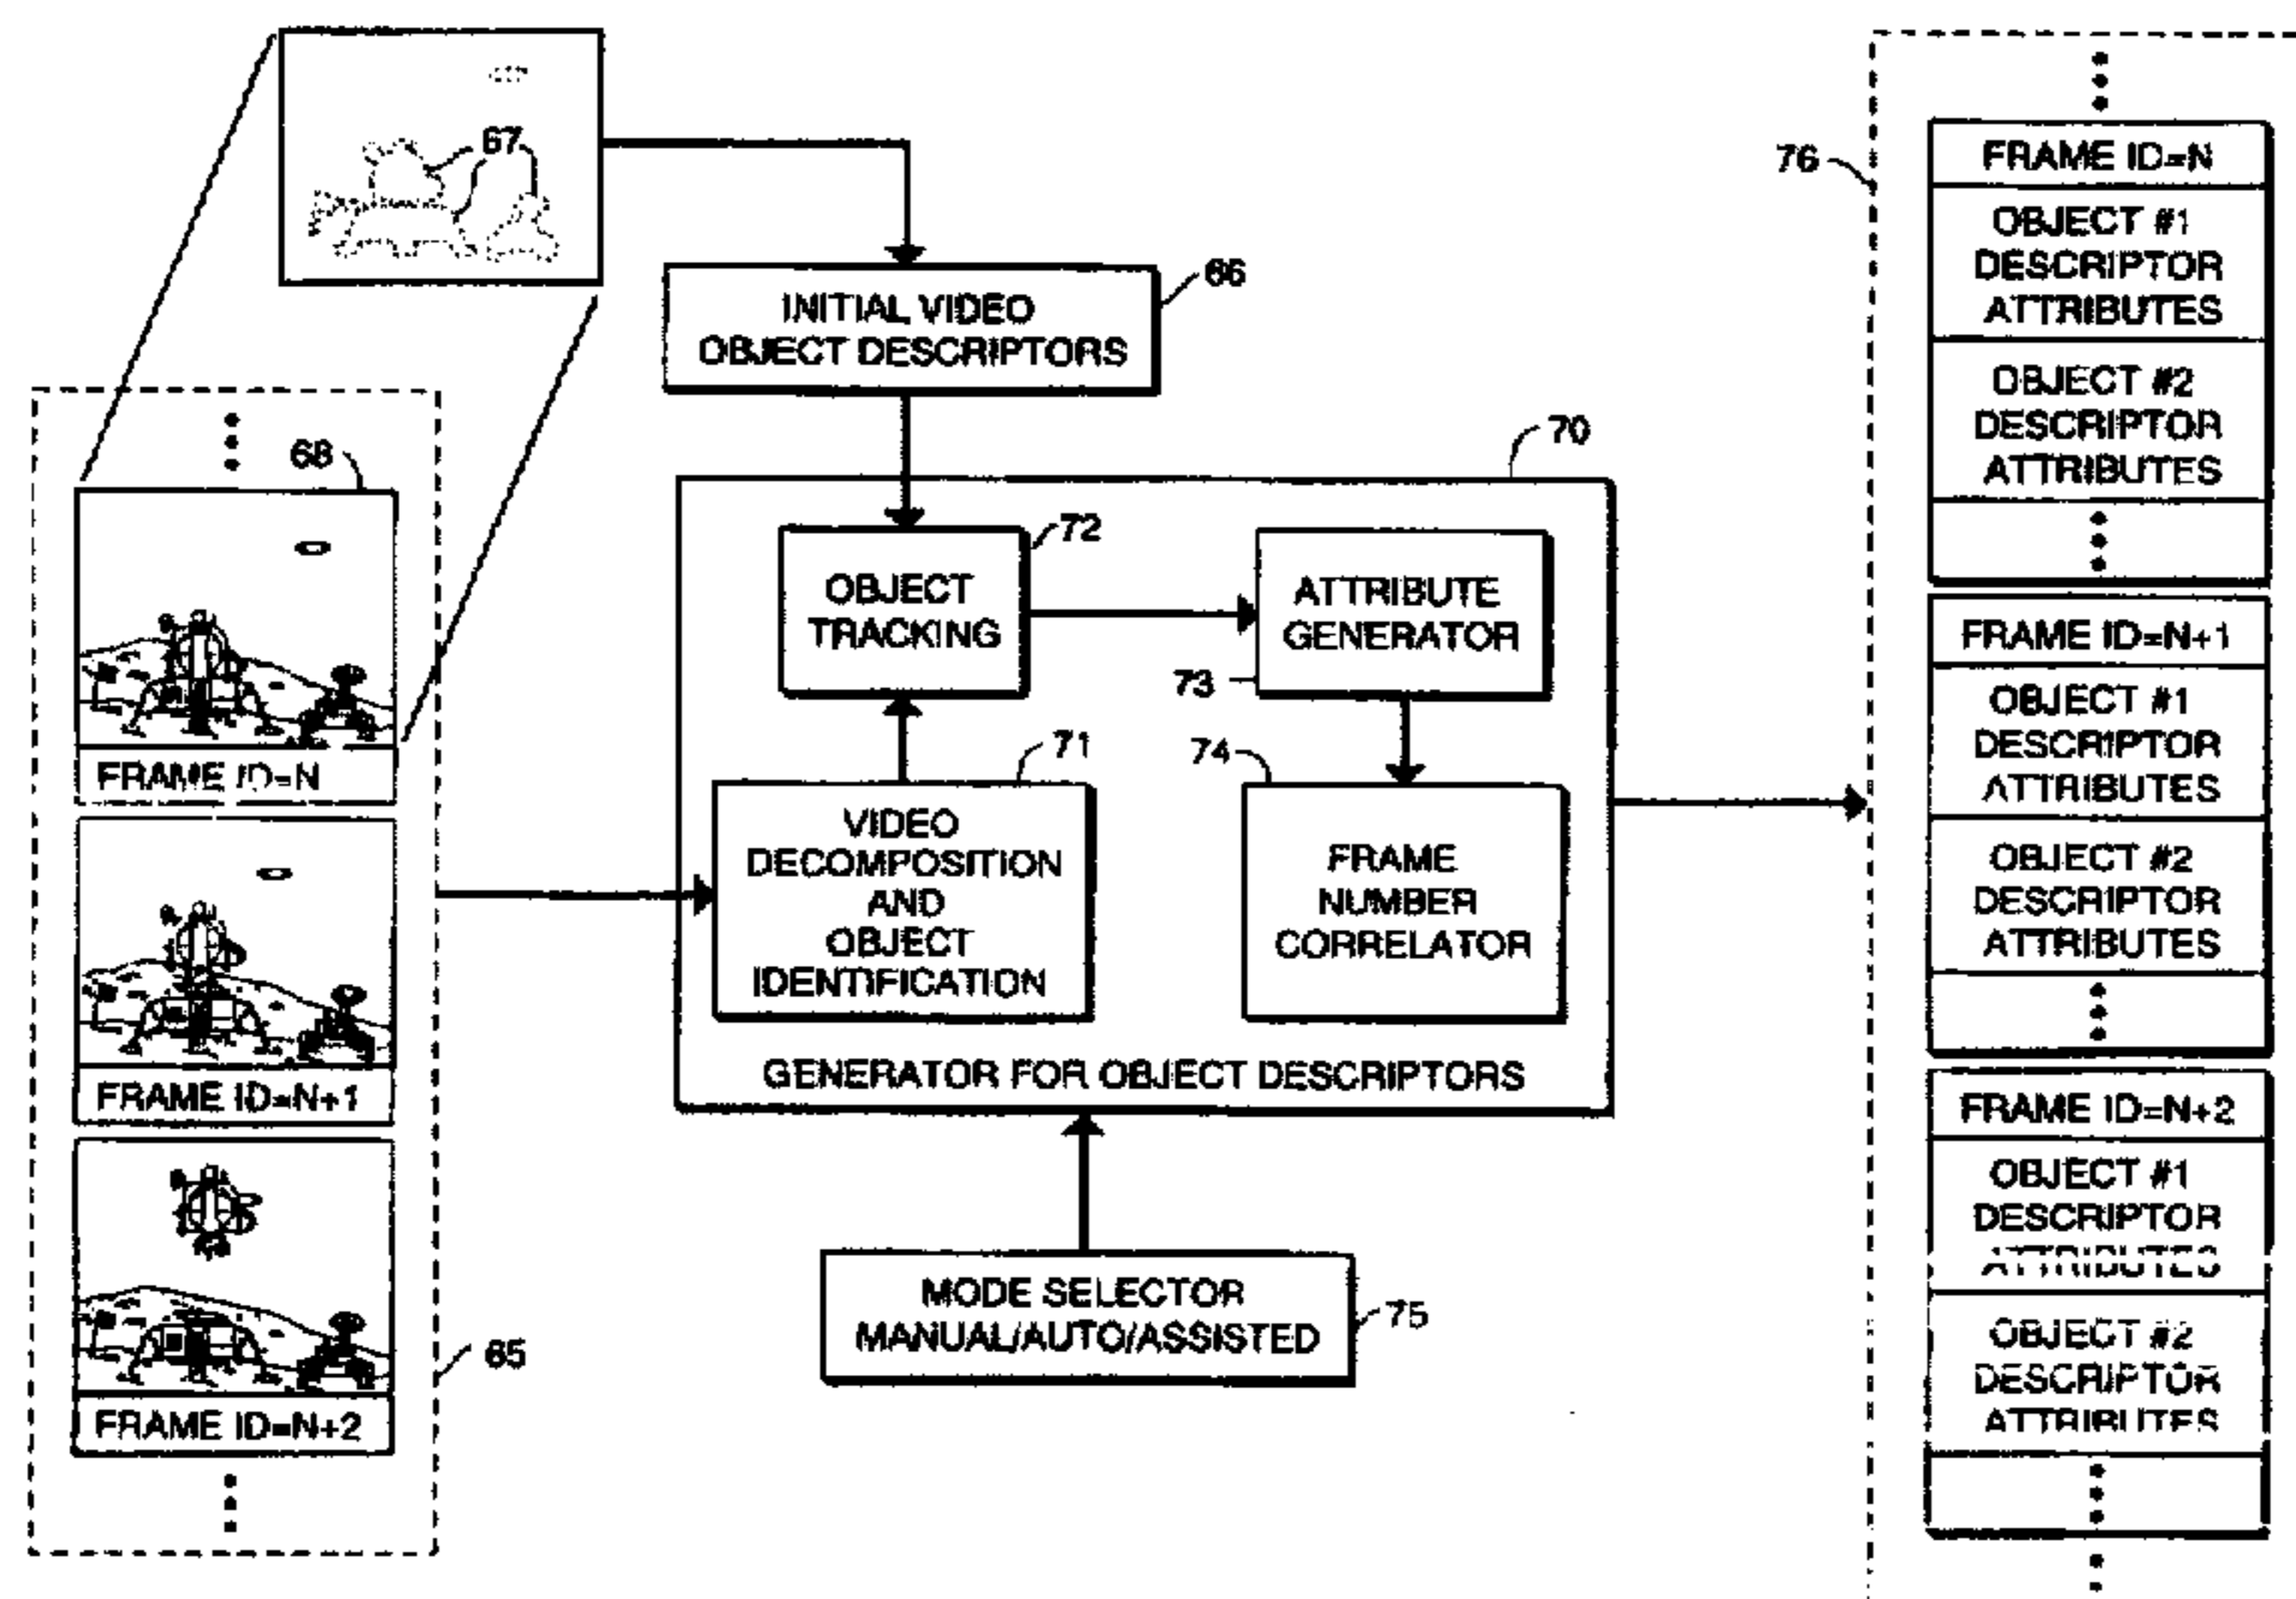 67
INITIAL VIDEO
OBJECT DESCRIPTORS
66
68
FRAME ID=N
FRAME ID=N+1
FRAME ID=N+2
65
70
OBJECT
TRACKING
72
ATTRIBUTE
GENERATOR
73
VIDEO
DECOMPOSITION
AND
OBJECT
IDENTIFICATION
71
FRAME
NUMBER
CORRELATOR
74
GENERATOR FOR OBJECT DESCRIPTORS
MODE SELECTOR
MANUAL/AUTO/ASSISTED
75
76
FRAME ID=N
OBJECT #1
DESCRIPTOR
ATTRIBUTES
OBJECT #2
DESCRIPTOR
ATTRIBUTES
FRAME ID=N+1
OBJECT #1
DESCRIPTOR
ATTRIBUTES
OBJECT #2
DESCRIPTOR
ATTRIBUTES
FRAME ID=N+2
OBJECT #1
DESCRIPTOR
ATTRIBUTES
OBJECT #2
DESCRIPTOR
ATTRIBUTES